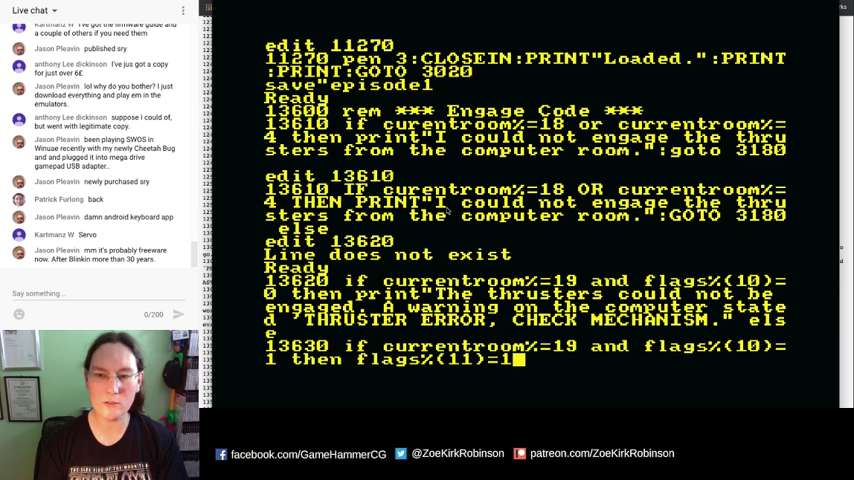 Live chat
Kartmanz W I've got the firmware guide and
a couple of others if you need them
Jason Pleavin published sry
anthony lee dickinson I've jus got a copy
for just over 6£
Jason Pleavin lol why do you bother? I just
download everything and play em in the
emulators.
anthony lee dickinson suppose I could of,
but went with legitimate copy.
Jason Pleavin been playing SWOS in
Winuae recently with my newly Cheetah Bug
and and plugged it into mega drive
gamepad USB adapter..
Jason Pleavin newly purchased sry
Patrick Furlong back
Jason Pleavin damn android keyboard app
Kartmanz W Servo
Jason Pleavin mm it's probably freeware
now. After Blinkin more than 30 years.
Say something...
0/200
edit 11270
11270 pen 3:CLOSEIN:PRINT"Loaded.":PRINT
:PRINT:GOTO 3020
save"episode1
Ready
13600 rem *** Engage Code ***
13610 if curentroom%=18 or currentroom%=
4 then print"I could not engage the thru
sters from the computer room.":goto 3180
edit 13610
13610 IF curentroom%=18 OR currentroom%=
4 THEN PRINT"I could not engage the thru
sters from the computer room.":GOTO 3180
else
edit 13620
Line does not exist
Ready
13620 if currentroom%=19 and flags%(10)=
0 then print"The thrusters could not be
engaged. A warning on the computer state
d 'THRUSTER ERROR, CHECK MECHANISM." els
e
13630 if currentroom%=19 and flags%(10)=
1 then flags%(11)=1
facebook.com/GameHammerCG
@ZoeKirkRobinson
patreon.com/ZoeKirkRobinson